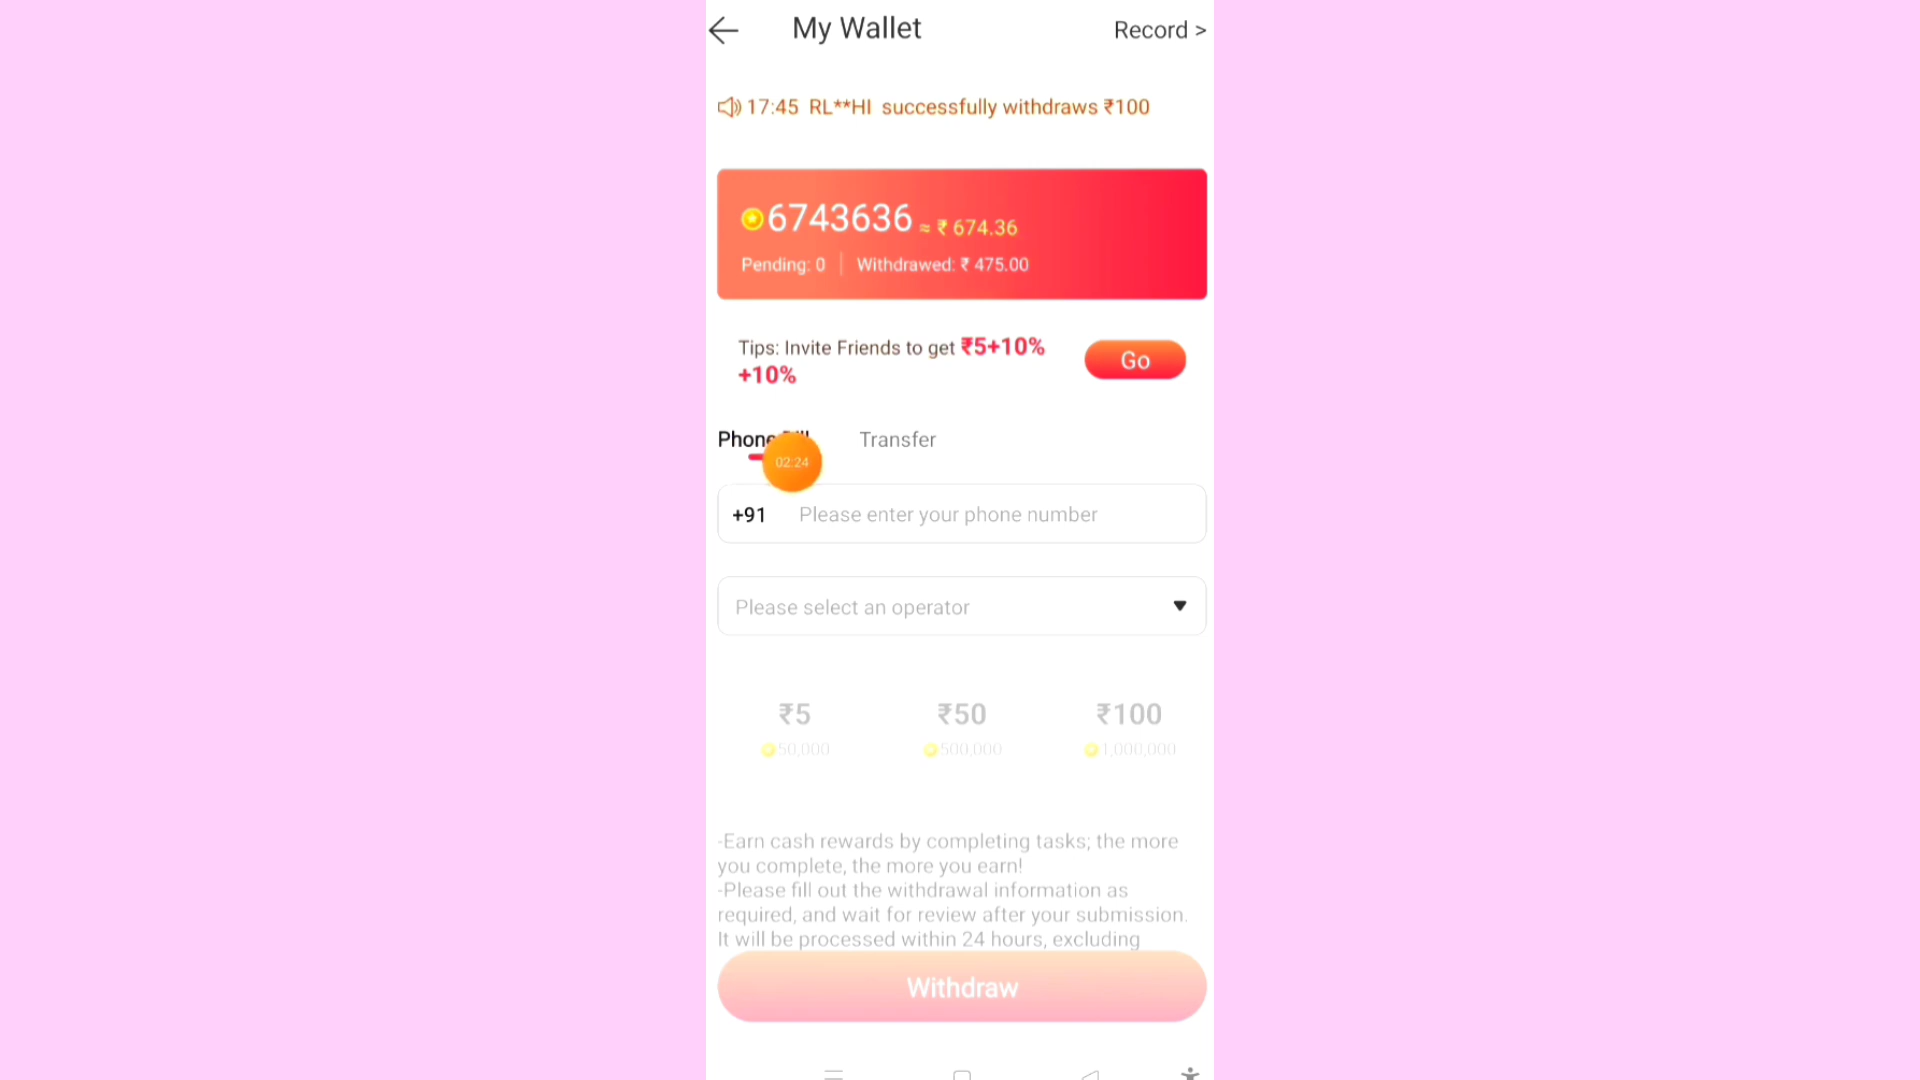 My Wallet
Record >
17:45 RL**HI successfully withdraws ₹100
6743636 ≈ ₹ 674.36
Pending: 0 | Withdrawed: ₹ 475.00
Tips: Invite Friends to get ₹5+10%
+10%
Go
Phone
Transfer
02:24
+91 Please enter your phone number
Please select an operator
₹5 ₹50 ₹100
50,000 500,000 1,000,000
-Earn cash rewards by completing tasks; the more
you complete, the more you earn!
-Please fill out the withdrawal information as
required, and wait for review after your submission.
It will be processed within 24 hours, excluding
Withdraw